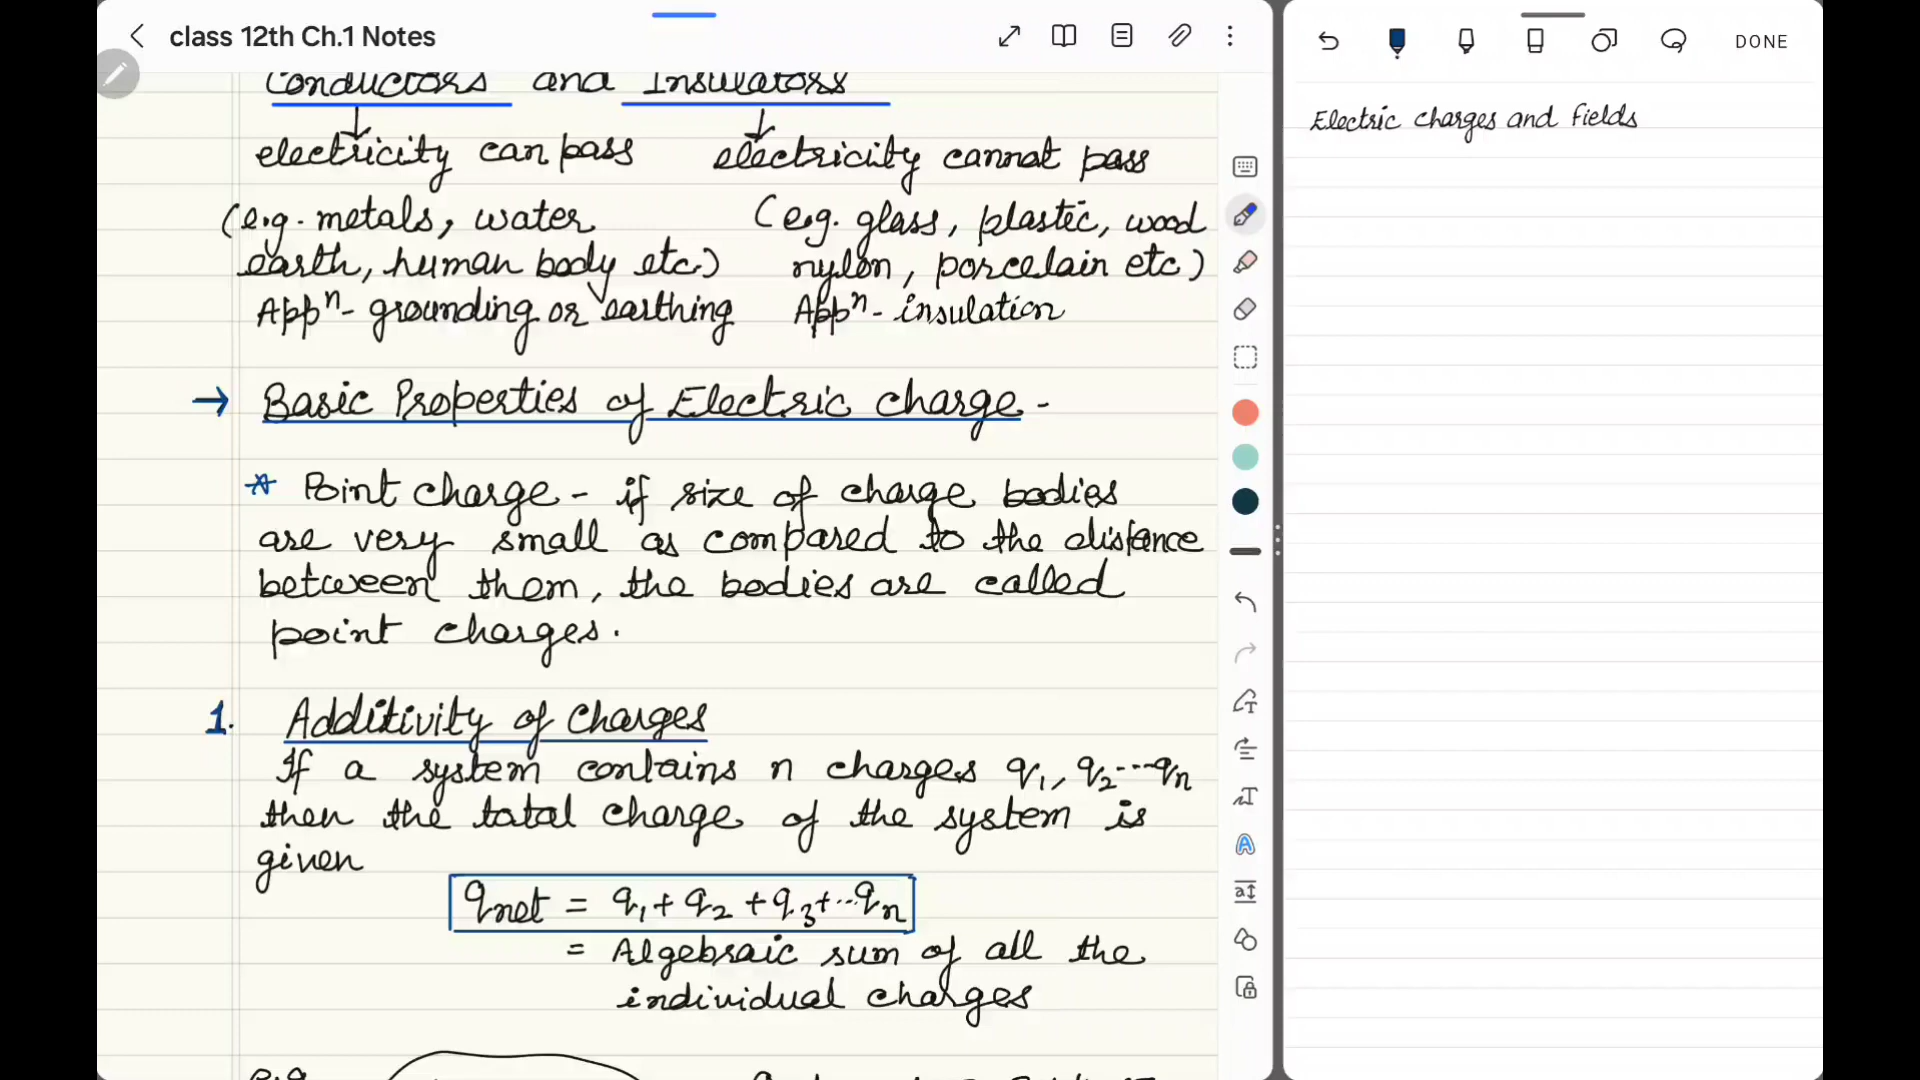 class 12th Ch.1 Notes
DONE
Conductors and Insulators
electricity can pass electricity cannot pass
(e.g. metals, water (e.g. glass, plastic, wood
earth, human body etc.) nylon, porcelain etc)
Appⁿ- grounding or earthing Appⁿ- insulation
→ Basic Properties of Electric charge -
* Point charge - if size of charge bodies
are very small as compared to the distance
between them, the bodies are called
point charges.
1. Additivity of Charges
If a system contains n charges q₁, q₂---qₙ
then the total charge of the system is
given
qnet = q₁ + q₂ + q₃+...qₙ
= Algebraic sum of all the
individual charges
Electric charges and fields